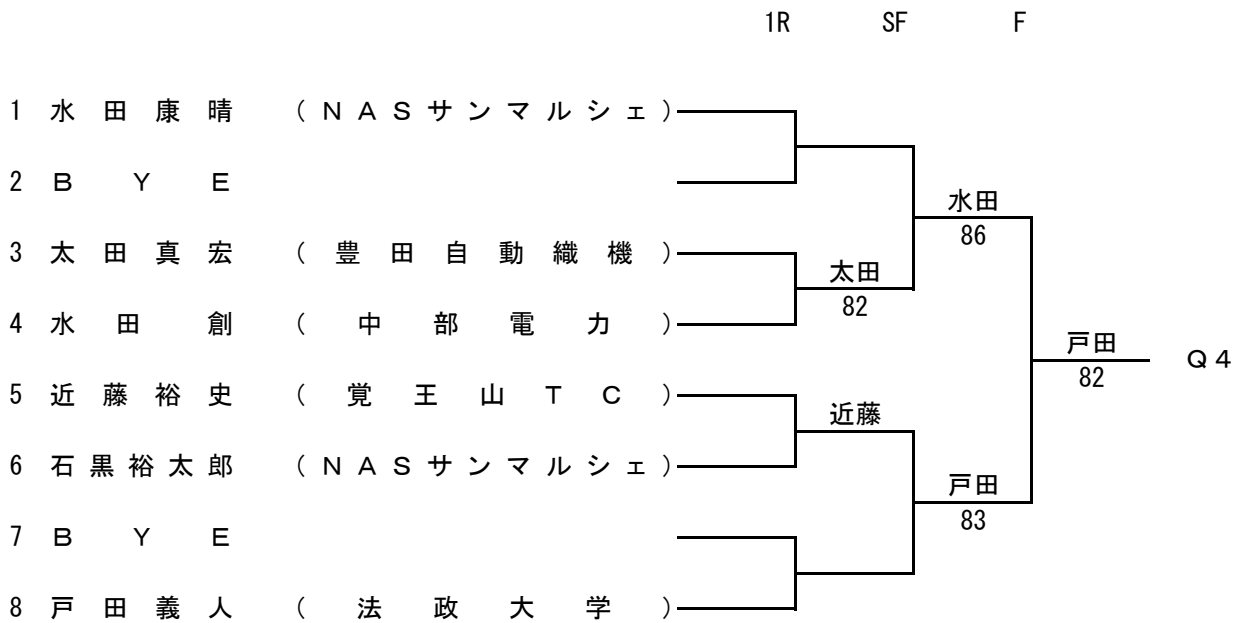 1R SF F
1 水田康晴 (NASサンマルシェ)
2 BYE
水田
86
3 太田真宏 (豊田自動織機)
太田
82
4 水田創 (中部電力)
戸田
82
Q4
5 近藤裕史 (覚王山TC)
近藤
6 石黒裕太郎 (NASサンマルシェ)
戸田
83
7 BYE
8 戸田義人 (法政大学)